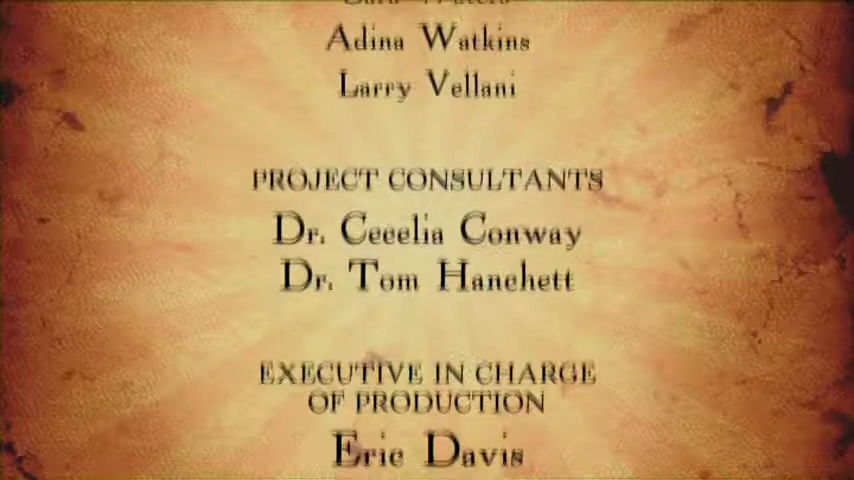 Adina Watkins
Larry Vellani
PROJECT CONSULTANTS
Dr. Cecelia Conway
Dr. Tom Hanchett
EXECUTIVE IN CHARGE
OF PRODUCTION
Eric Davis